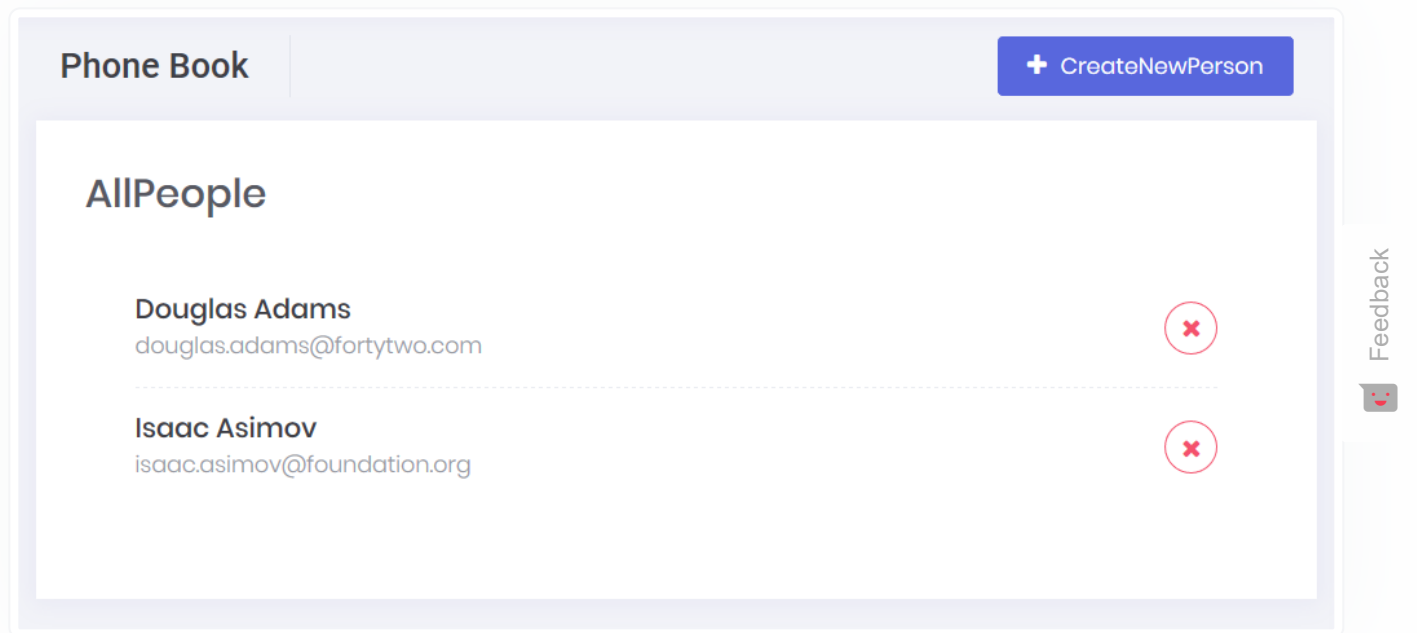 Phone Book
CreateNewPerson
AllPeople
Douglas Adams
douglas.adams@fortytwo.com
Isaac Asimov
isaac.asimov@foundation.org
Feedback